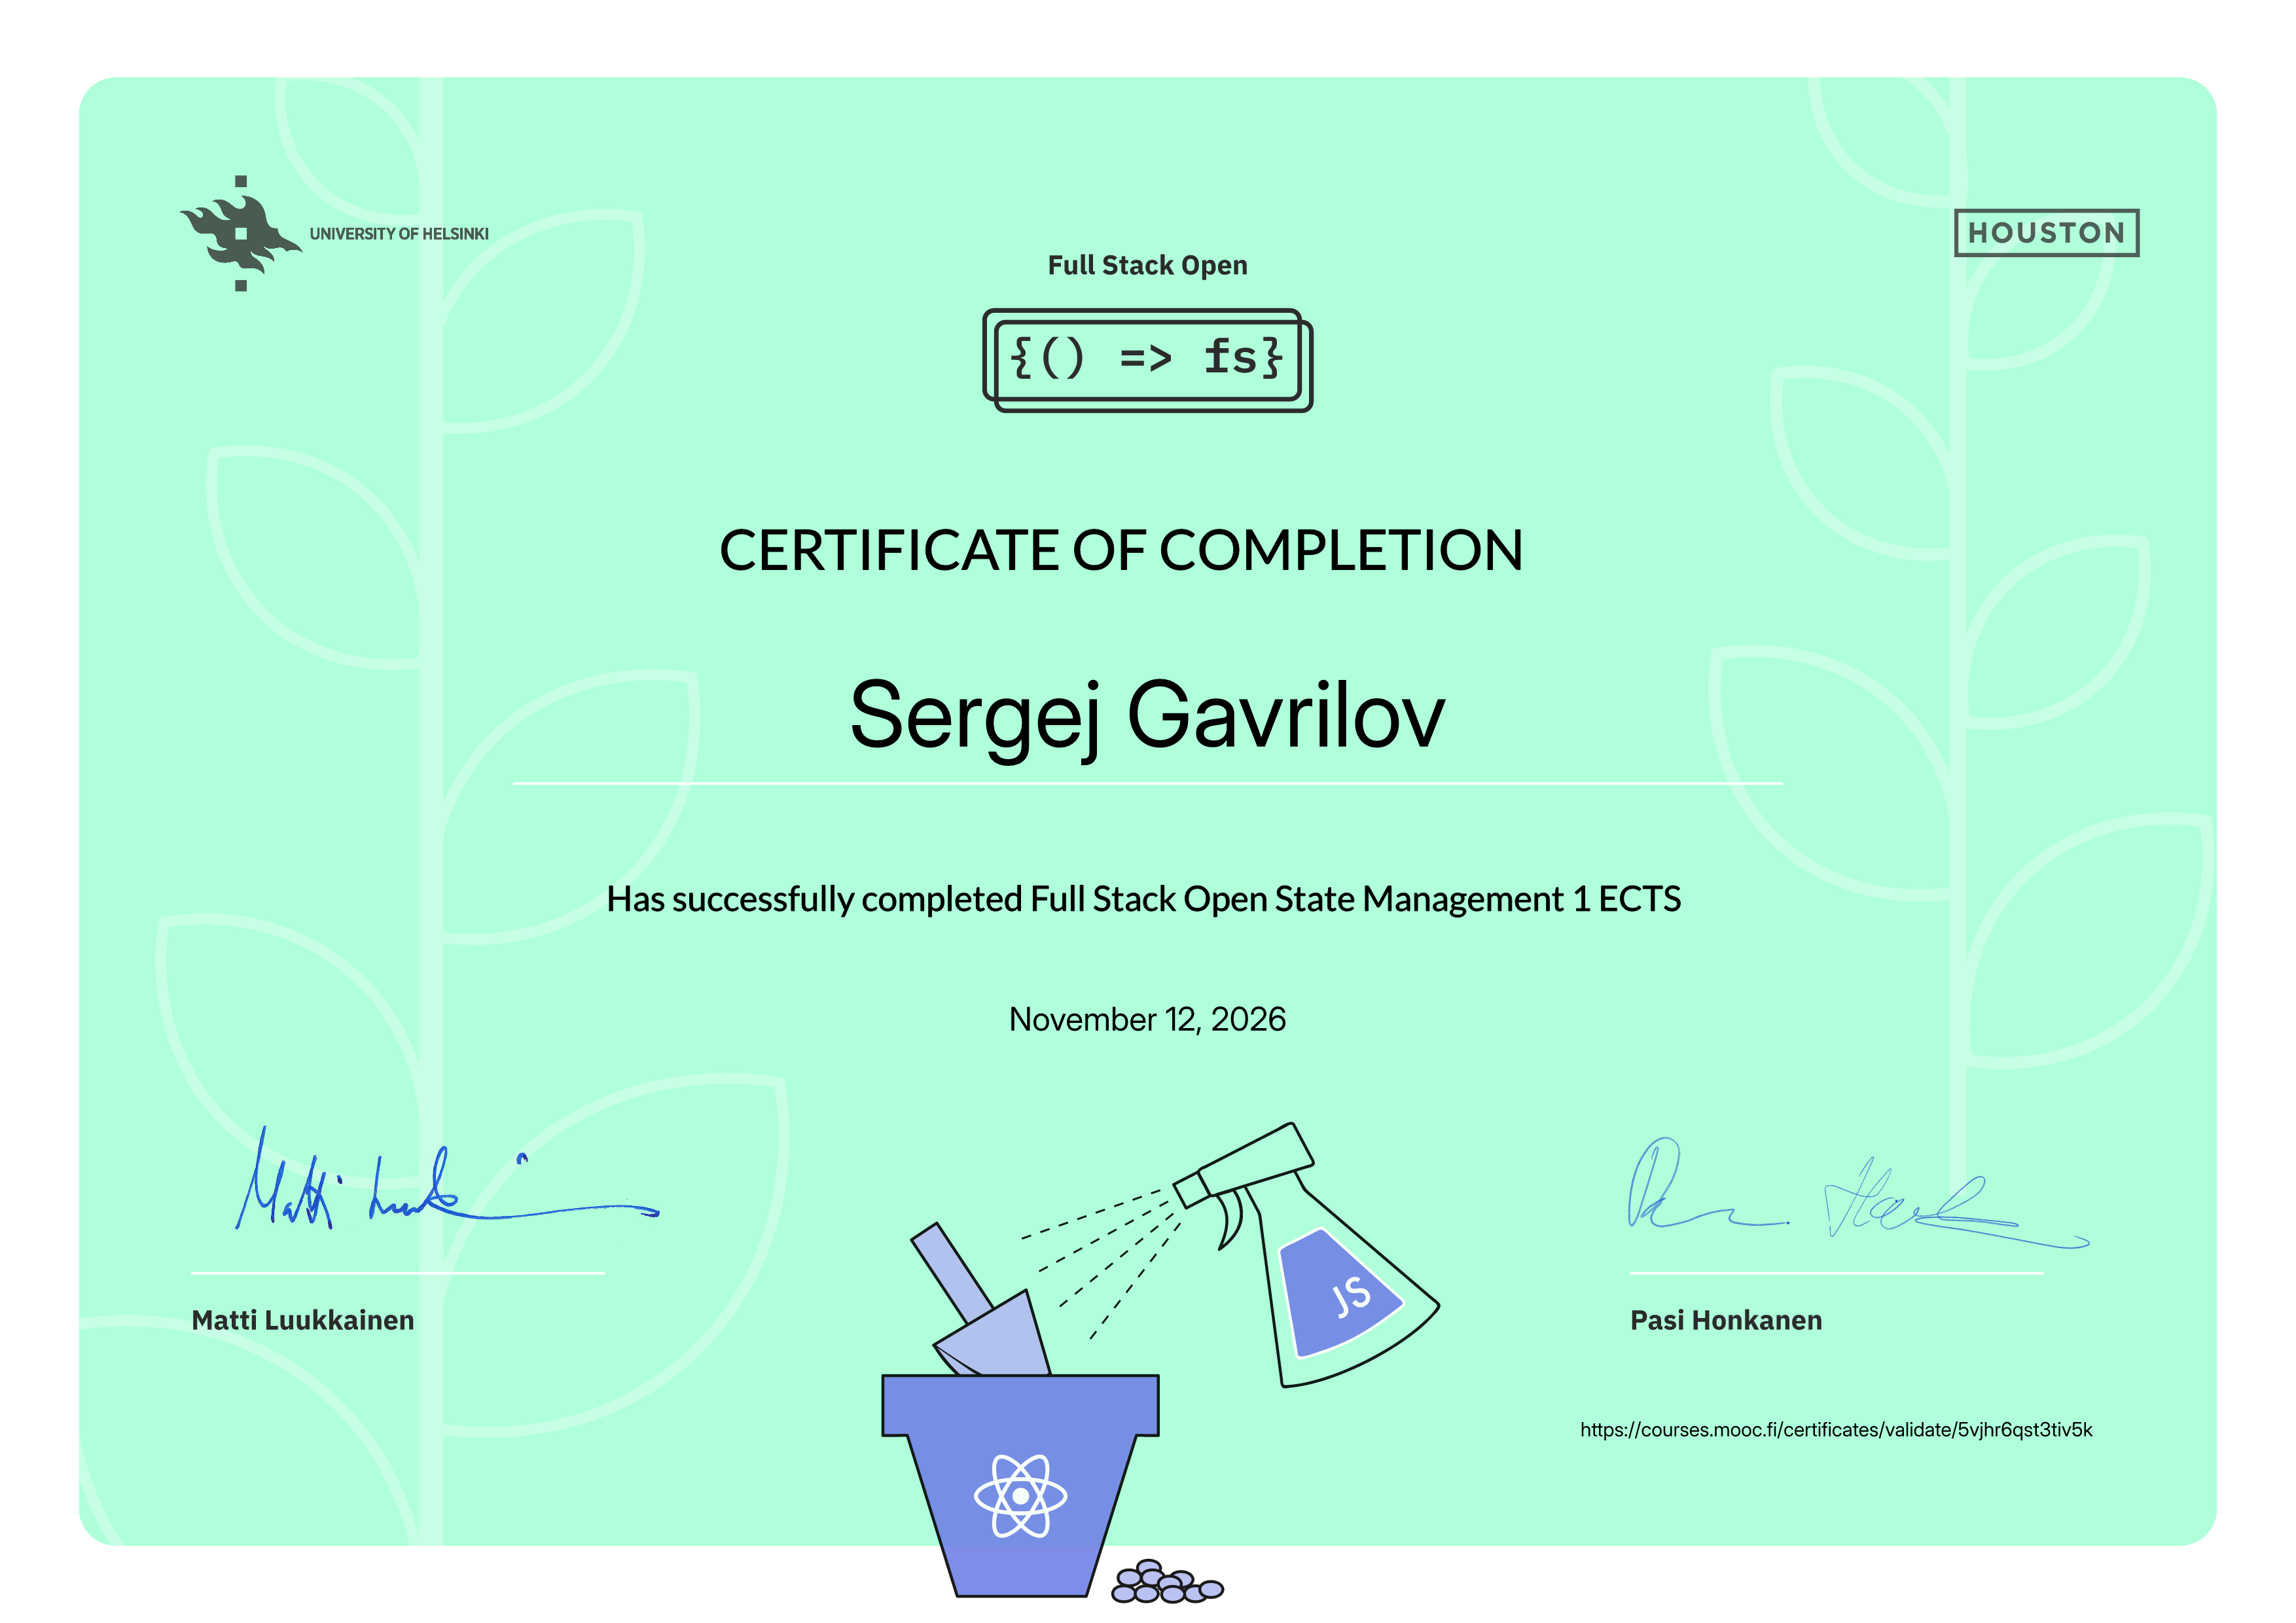 UNIVERSITY OF HELSINKI
HOUSTON
Full Stack Open
{() => fs}
CERTIFICATE OF COMPLETION
Sergej Gavrilov
Has successfully completed Full Stack Open State Management 1 ECTS
November 12, 2026
JS
Matti Luukkainen
Pasi Honkanen
https://courses.mooc.fi/certificates/validate/5vjhr6qst3tiv5k